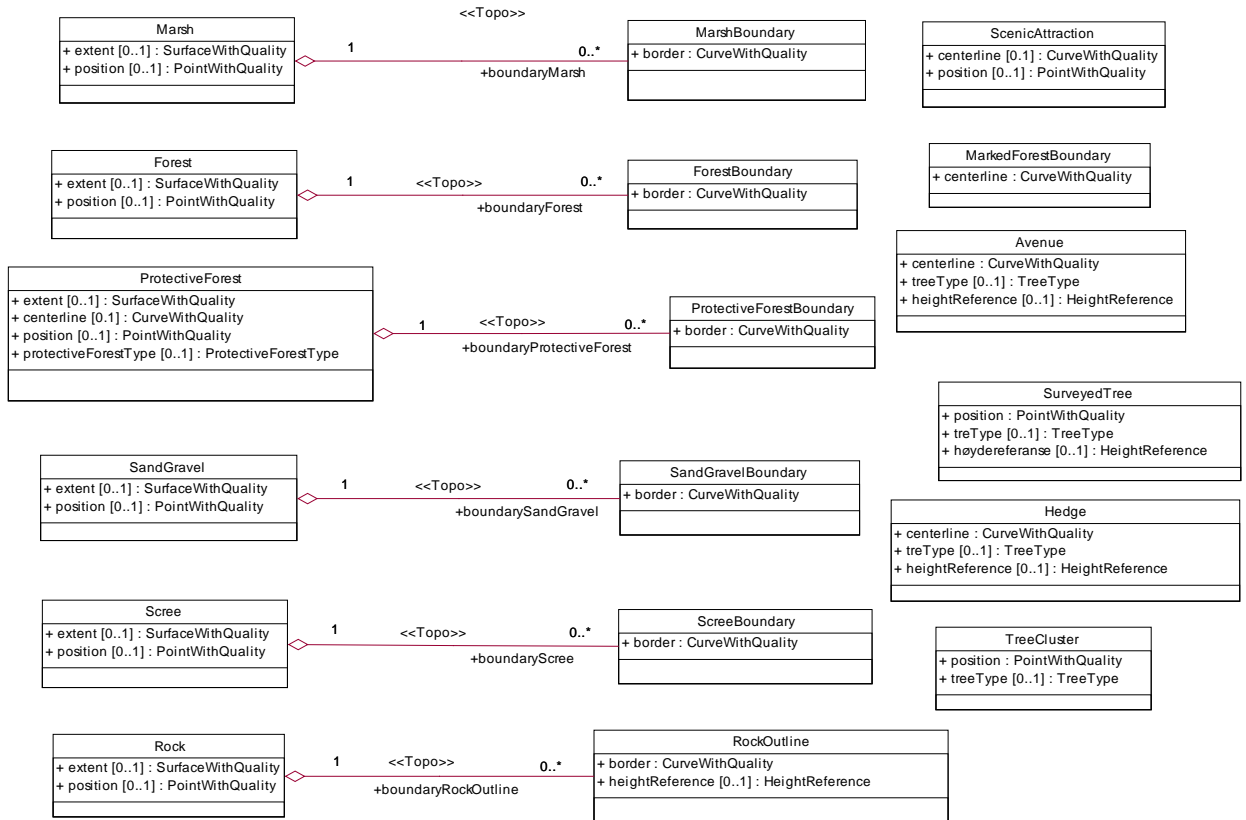 <<Topo>>
Marsh
+ extent [0..1] : SurfaceWithQuality
+ position [0..1] : PointWithQuality
1
0..*
+boundaryMarsh
MarshBoundary
+ border : CurveWithQuality
ScenicAttraction
+ centerline [0.1] : CurveWithQuality
+ position [0..1] : PointWithQuality
Forest
+ extent [0..1] : SurfaceWithQuality
+ position [0..1] : PointWithQuality
1
<<Topo>>
0..*
+boundaryForest
ForestBoundary
+ border : CurveWithQuality
MarkedForestBoundary
+ centerline : CurveWithQuality
Avenue
+ centerline : CurveWithQuality
+ treeType [0..1] : TreeType
+ heightReference [0..1] : HeightReference
ProtectiveForest
+ extent [0..1] : SurfaceWithQuality
+ centerline [0.1] : CurveWithQuality
+ position [0..1] : PointWithQuality
+ protectiveForestType [0..1] : ProtectiveForestType
1
<<Topo>>
0..*
+boundaryProtectiveForest
ProtectiveForestBoundary
+ border : CurveWithQuality
SurveyedTree
+ position : PointWithQuality
+ treType [0..1] : TreeType
+ høydereferanse [0..1] : HeightReference
SandGravel
+ extent [0..1] : SurfaceWithQuality
+ position [0..1] : PointWithQuality
1
<<Topo>>
0..*
+boundarySandGravel
SandGravelBoundary
+ border : CurveWithQuality
Hedge
+ centerline : CurveWithQuality
+ treType [0..1] : TreeType
+ heightReference [0..1] : HeightReference
Scree
+ extent [0..1] : SurfaceWithQuality
+ position [0..1] : PointWithQuality
1
<<Topo>>
0..*
+boundaryScree
ScreeBoundary
+ border : CurveWithQuality
TreeCluster
+ position : PointWithQuality
+ treeType [0..1] : TreeType
Rock
+ extent [0..1] : SurfaceWithQuality
+ position [0..1] : PointWithQuality
1
<<Topo>>
0..*
+boundaryRockOutline
RockOutline
+ border : CurveWithQuality
+ heightReference [0..1] : HeightReference